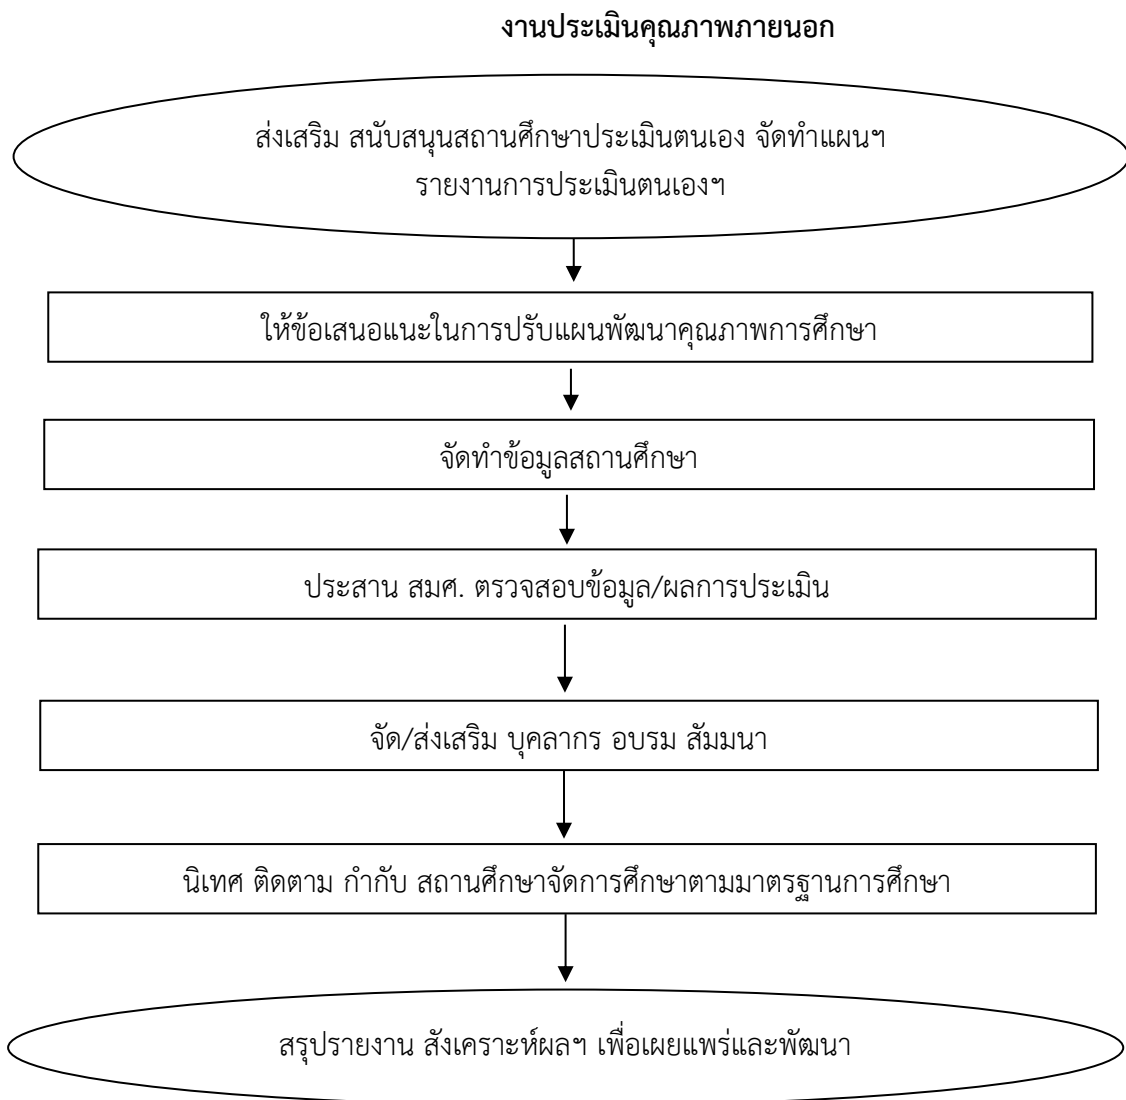 งานประเมินคุณภาพภายนอก
ส่งเสริม สนับสนุนสถานศึกษาประเมินตนเอง จัดทำแผนฯ
รายงานการประเมินตนเองฯ
ให้ข้อเสนอแนะในการปรับแผนพัฒนาคุณภาพการศึกษา
จัดทำข้อมูลสถานศึกษา
ประสาน สมศ. ตรวจสอบข้อมูล/ผลการประเมิน
จัด/ส่งเสริม บุคลากร อบรม สัมมนา
นิเทศ ติดตาม กำกับ สถานศึกษาจัดการศึกษาตามมาตรฐานการศึกษา
สรุปรายงาน สังเคราะห์ผลฯ เพื่อเผยแพร่และพัฒนา